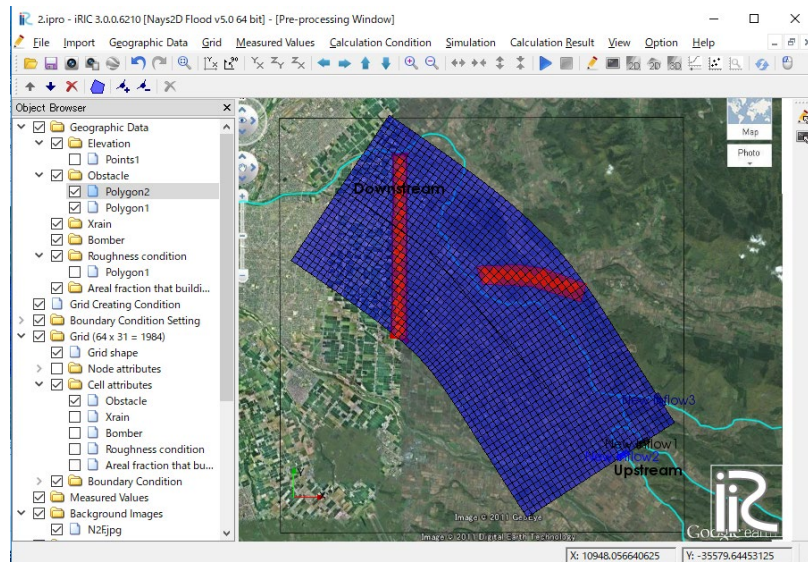 2.ipro - iRIC 3.0.0.6210 [Nays2D Flood v5.0 64 bit] - [Pre-processing Window]
File Import Geographic Data Grid Measured Values Calculation Condition Simulation Calculation Result View Option Help
Object Browser
Geographic Data
Elevation
Points1
Obstacle
Polygon2
Polygon1
Xrain
Bomber
Roughness condition
Polygon1
Areal fraction that buildi...
Grid Creating Condition
Boundary Condition Setting
Grid (64 x 31 = 1984)
Grid shape
Node attributes
Cell attributes
Obstacle
Xrain
Bomber
Roughness condition
Areal fraction that bu...
Boundary Condition
Measured Values
Background Images
N2Fjpg
Map
Photo
Downstream
New Inflow3
New Inflow1
New Inflow2
Upstream
Image © 2011 GeoEye
Image © 2011 Digital Earth Technology
Google earth
iRIC
X: 10948.056640625
Y: -35579.64453125